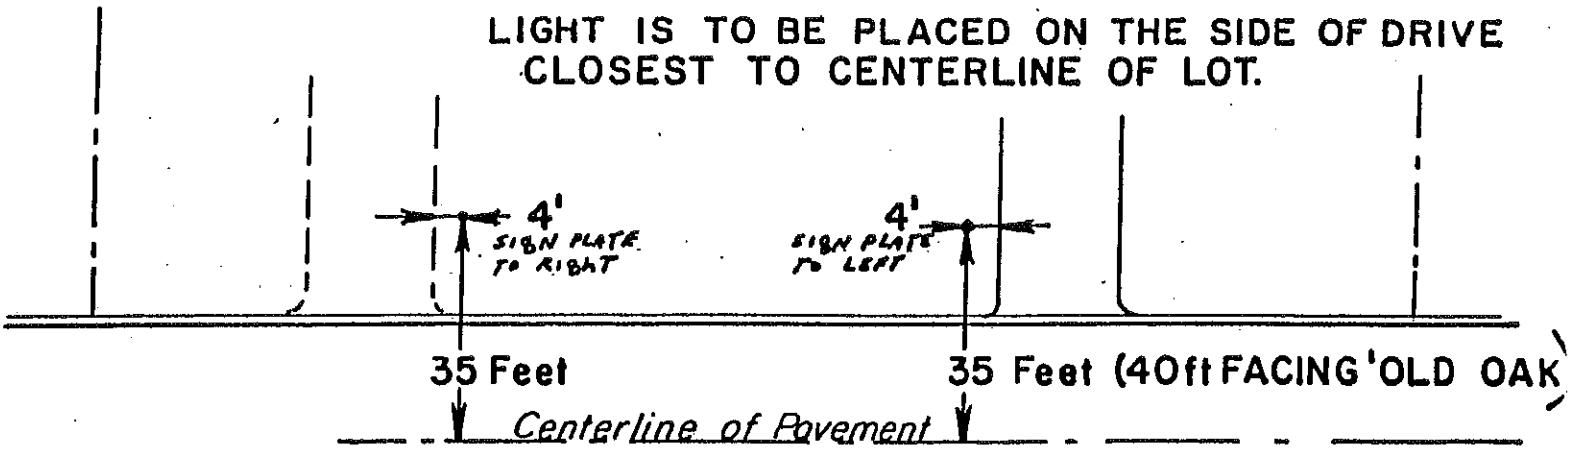 LIGHT IS TO BE PLACED ON THE SIDE OF DRIVE
CLOSEST TO CENTERLINE OF LOT.
4'
SIGN PLATE
TO RIGHT
4'
SIGN PLATE
TO LEFT
35 Feet
35 Feet (40ft FACING 'OLD OAK)
Centerline of Pavement